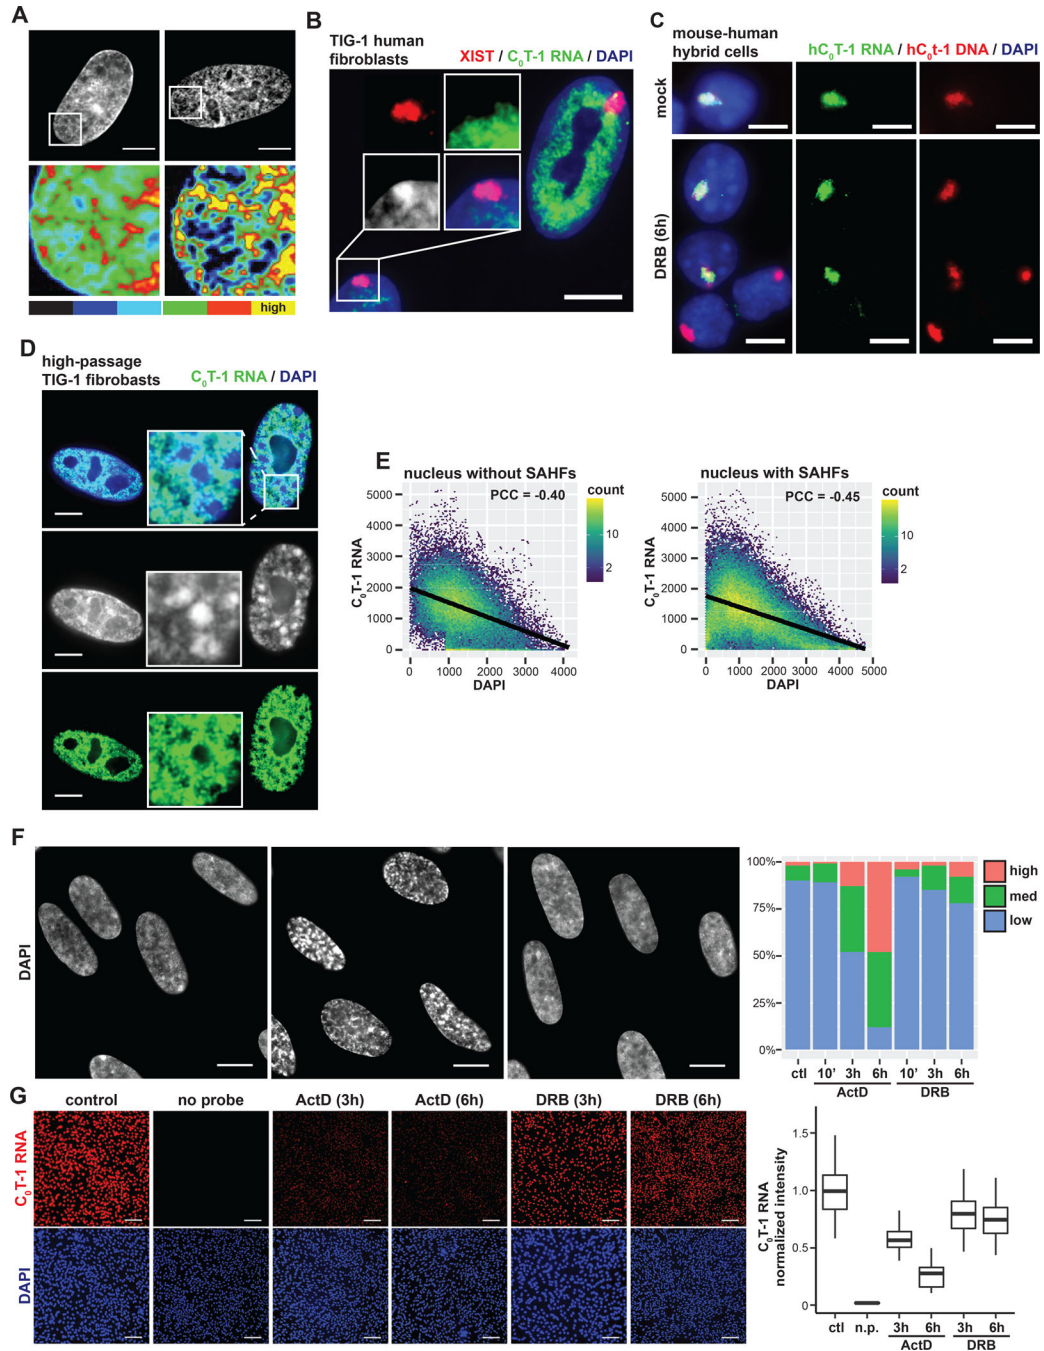 A
high
B
TIG-1 human
fibroblasts
XIST / C₀T-1 RNA / DAPI
C
mouse-human
hybrid cells
hC₀T-1 RNA / hC₀t-1 DNA / DAPI
mock
DRB (6h)
D
high-passage
TIG-1 fibrobasts
C₀T-1 RNA / DAPI
E
nucleus without SAHFs
PCC = -0.40
count
10
2
C₀T-1 RNA
5000
4000
3000
2000
1000
0
0 1000 2000 3000 4000
DAPI
nucleus with SAHFs
PCC = -0.45
count
10
2
C₀T-1 RNA
5000
4000
3000
2000
1000
0
0 1000 2000 3000 4000 5000
DAPI
F
DAPI
100%
75%
50%
25%
0%
high
med
low
ctl 10' 3h 6h 10' 3h 6h
ActD DRB
G
control no probe ActD (3h) ActD (6h) DRB (3h) DRB (6h)
C₀T-1 RNA
DAPI
C₀T-1 RNA
normalized intensity
1.5
1.0
0.5
0
ctl n.p. 3h 6h 3h 6h
ActD DRB